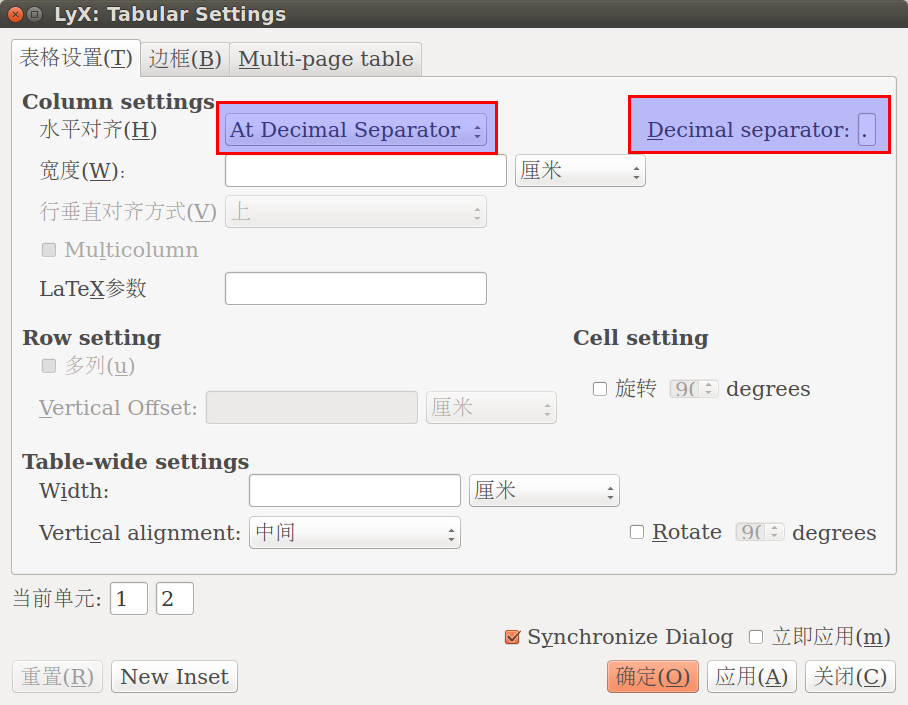 LyX: Tabular Settings
表格设置(T) 边框(B) Multi-page table
Column settings
水平对齐(H) At Decimal Separator Decimal separator: .
宽度(W): 厘米
行垂直对齐方式(V) 上
Multicolumn
LaTeX参数
Row setting Cell setting
多列(u)
旋转 90 degrees
Vertical Offset: 厘米
Table-wide settings
Width: 厘米
Vertical alignment: 中间 Rotate 90 degrees
当前单元: 1 2
Synchronize Dialog 立即应用(m)
重置(R) New Inset 确定(O) 应用(A) 关闭(C)